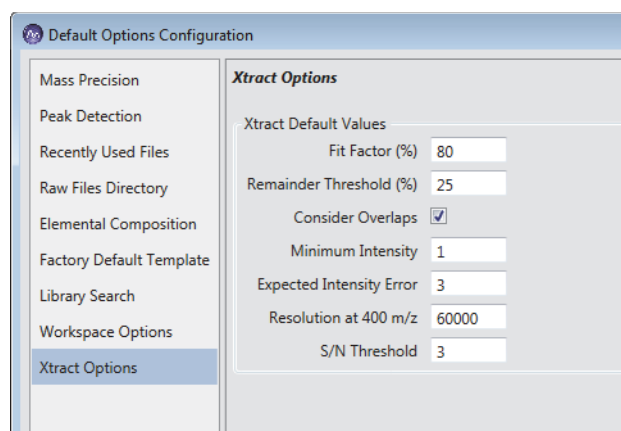 Default Options Configuration
Mass Precision
Peak Detection
Recently Used Files
Raw Files Directory
Elemental Composition
Factory Default Template
Library Search
Workspace Options
Xtract Options
Xtract Options
Xtract Default Values
Fit Factor (%) 80
Remainder Threshold (%) 25
Consider Overlaps
Minimum Intensity 1
Expected Intensity Error 3
Resolution at 400 m/z 60000
S/N Threshold 3